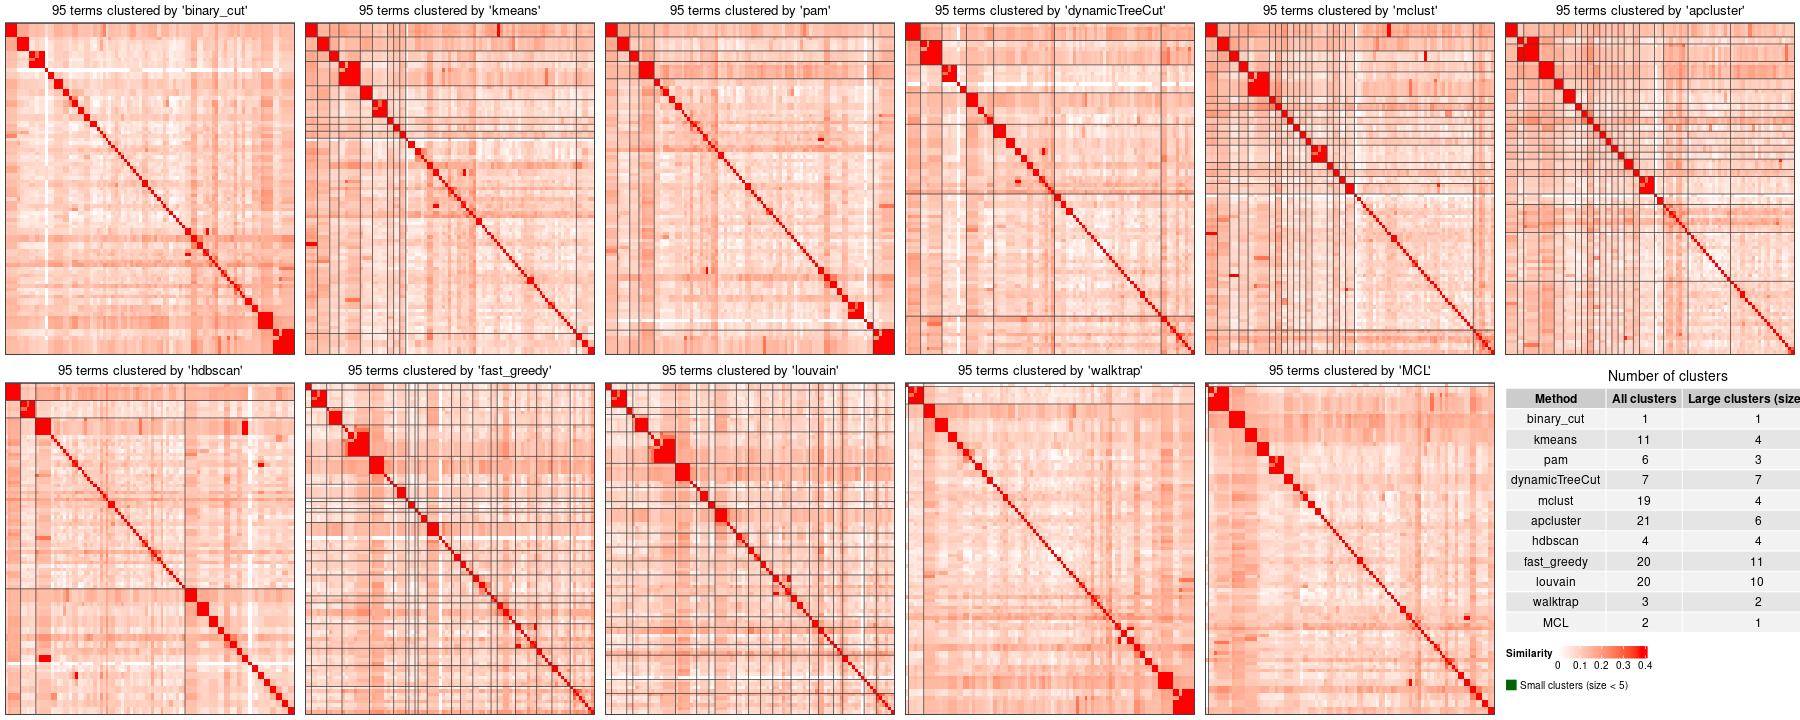 95 terms clustered by 'binary_cut'
95 terms clustered by 'kmeans'
95 terms clustered by 'pam'
95 terms clustered by 'dynamicTreeCut'
95 terms clustered by 'mclust'
95 terms clustered by 'apcluster'
95 terms clustered by 'hdbscan'
95 terms clustered by 'fast_greedy'
95 terms clustered by 'louvain'
95 terms clustered by 'walktrap'
95 terms clustered by 'MCL'
Number of clusters
Method All clusters Large clusters (size
binary_cut 1 1
kmeans 11 4
pam 6 3
dynamicTreeCut 7 7
mclust 19 4
apcluster 21 6
hdbscan 4 4
fast_greedy 20 11
louvain 20 10
walktrap 3 2
MCL 2 1
Similarity
0 0.1 0.2 0.3 0.4
Small clusters (size < 5)